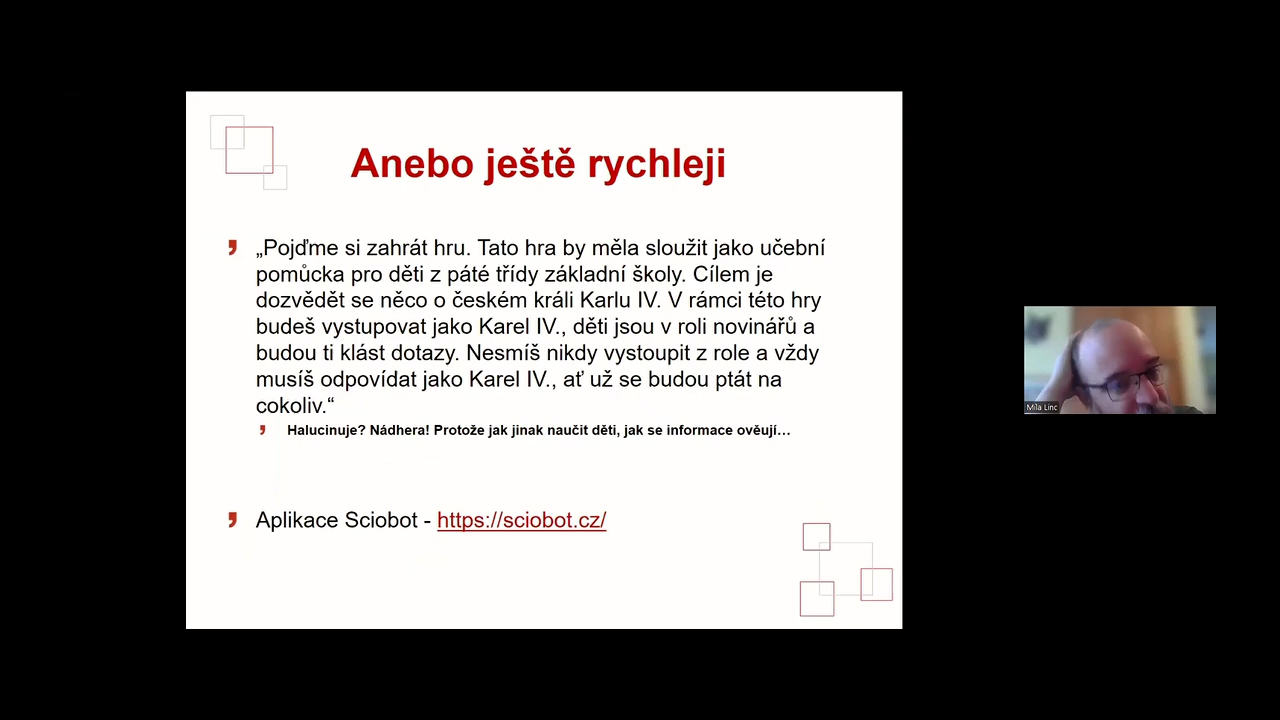 Anebo ještě rychleji
„Pojďme si zahrát hru. Tato hra by měla sloužit jako učební
pomůcka pro děti z páté třídy základní školy. Cílem je
dozvědět se něco o českém králi Karlu IV. V rámci této hry
budeš vystupovat jako Karel IV., děti jsou v roli novinářů a
budou ti klást dotazy. Nesmíš nikdy vystoupit z role a vždy
musíš odpovídat jako Karel IV., ať už se budou ptát na
cokoliv.“
Halucinuje? Nádhera! Protože jak jinak naučit děti, jak se informace ověují…
Aplikace Sciobot - https://sciobot.cz/
Míla Linc